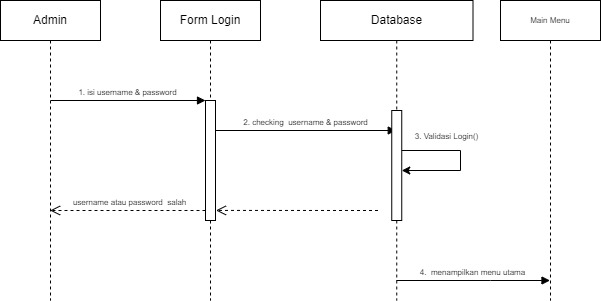 Admin
Form Login
Database
Main Menu
1. isi username & password
2. checking  username & password
3. Validasi Login()
username atau password  salah
4.  menampilkan menu utama